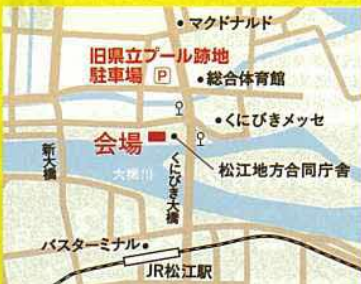 マクドナルド
旧県立プール跡地
駐車場 P
総合体育館
くにびきメッセ
会場
松江地方合同庁舎
新大橋
大橋川
くにびき大橋
バスターミナル
JR松江駅